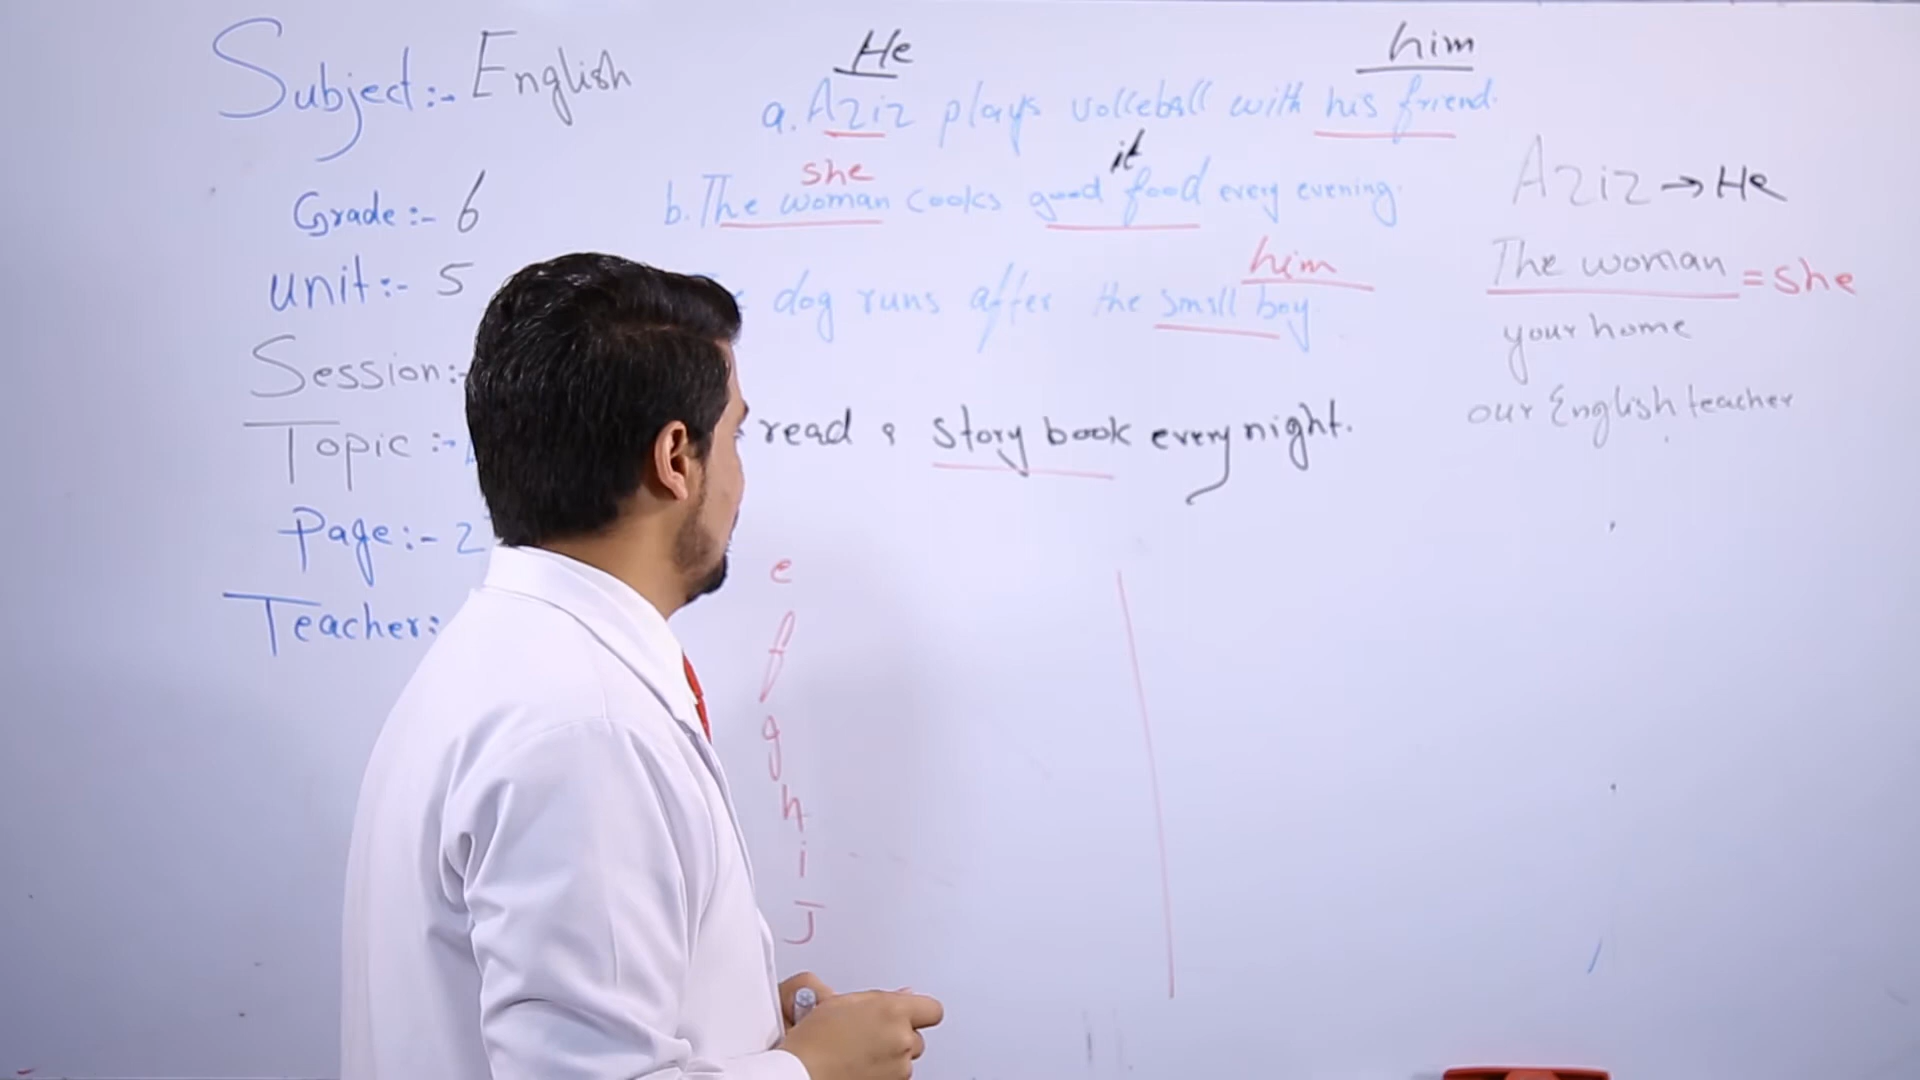 Subject:- English
Grade:- 6
Unit:- 5
Session:-
Topic:-
Page:- 2
Teacher:
He
him
a. Aziz plays volleball with his friend.
she
it
b. The woman cooks good food every evening.
him
dog runs after the small boy.
read a story book every night.
e
f
g
h
i
J
Aziz → He
The woman = she
your home
our English teacher